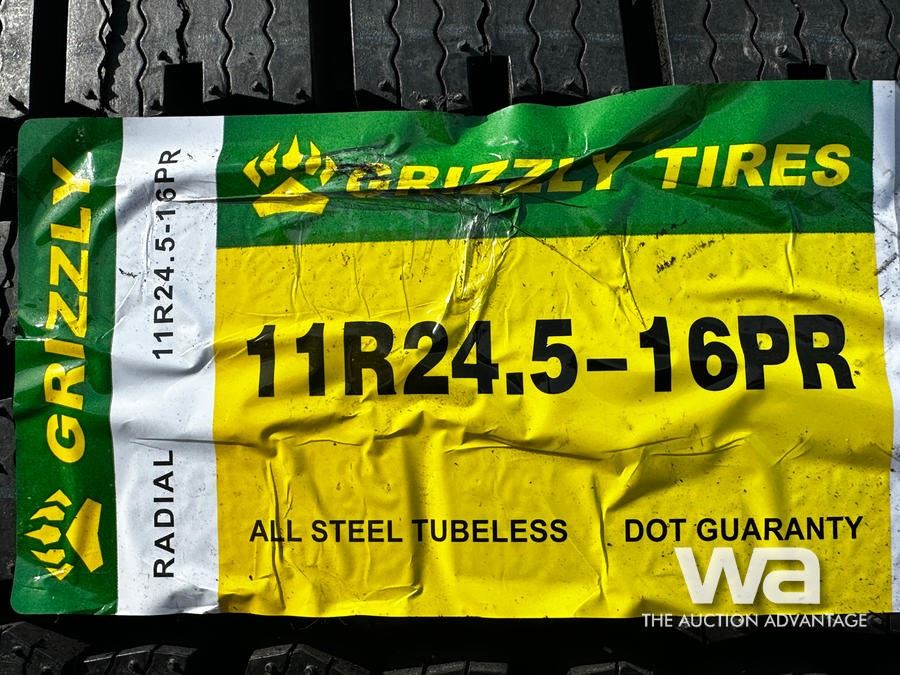 GRIZZLY
RADIAL 11R24.5-16PR
GRIZZLY TIRES
11R24.5-16PR
ALL STEEL TUBELESS DOT GUARANTY
wa
THE AUCTION ADVANTAGE